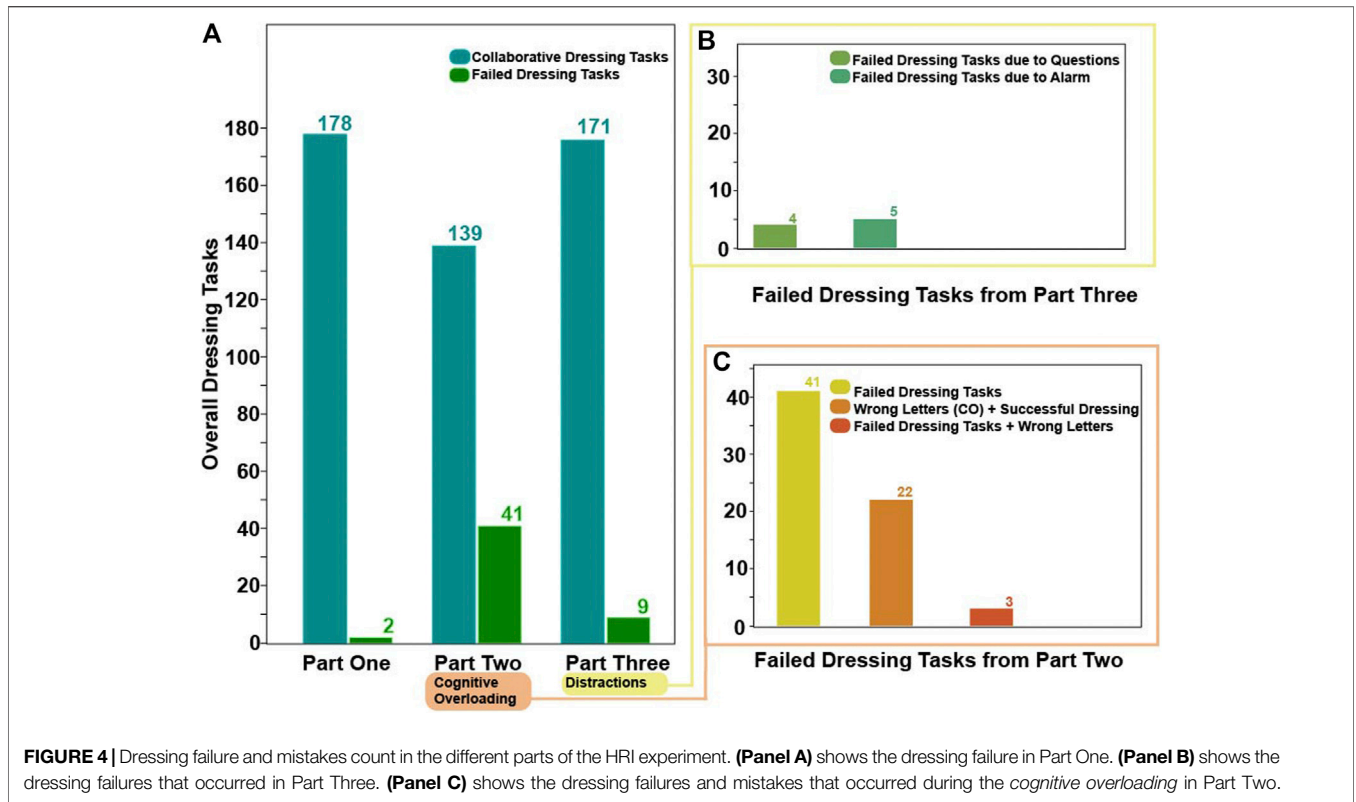 A
Collaborative Dressing Tasks
Failed Dressing Tasks
Overall Dressing Tasks
180
160
140
120
100
80
60
40
20
0
178
2
139
41
171
9
Part One
Part Two
Part Three
Cognitive
Overloading
Distractions
B
Failed Dressing Tasks due to Questions
Failed Dressing Tasks due to Alarm
30
20
10
0
4
5
Failed Dressing Tasks from Part Three
C
Failed Dressing Tasks
Wrong Letters (CO) + Successful Dressing
Failed Dressing Tasks + Wrong Letters
40
30
20
10
0
41
22
3
Failed Dressing Tasks from Part Two
FIGURE 4 | Dressing failure and mistakes count in the different parts of the HRI experiment. (Panel A) shows the dressing failure in Part One. (Panel B) shows the
dressing failures that occurred in Part Three. (Panel C) shows the dressing failures and mistakes that occurred during the cognitive overloading in Part Two.